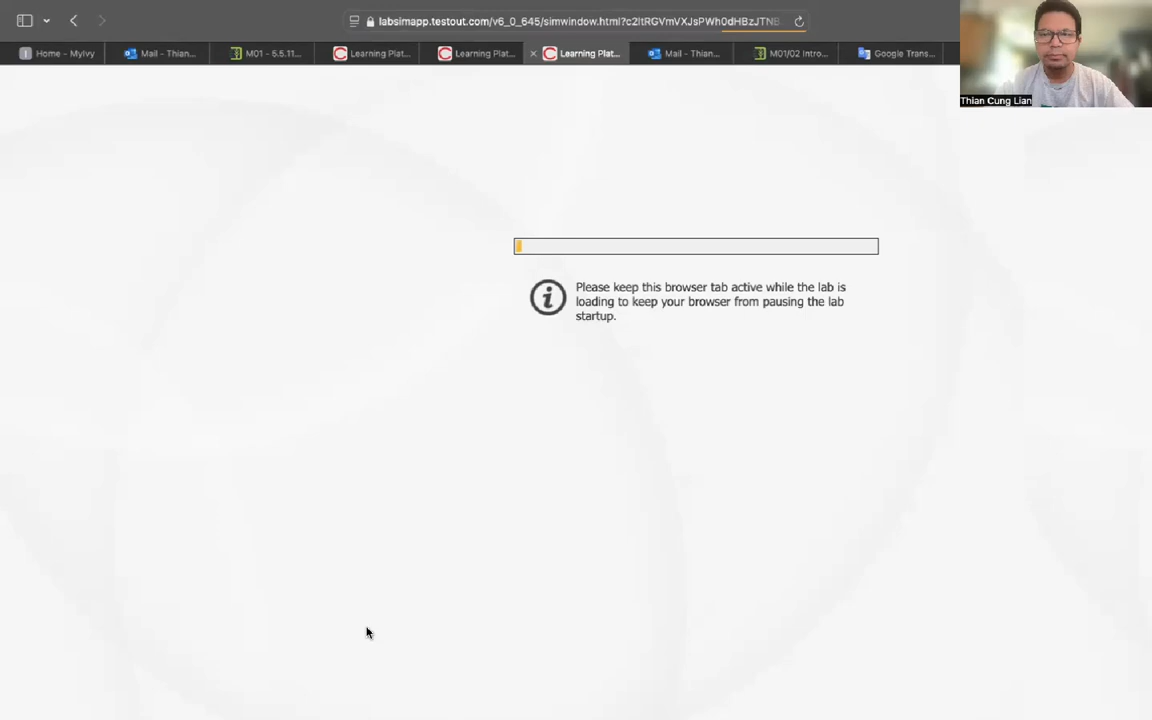 labsimapp.testout.com/v6_0_645/simwindow.html?c2ltRGVmVXJsPWh0dHBzJTNB
Home - MyIvy
Mail - Thian...
M01 - 5.5.11...
Learning Plat...
Learning Plat...
Learning Plat...
Mail - Thian...
M01/02 Intro...
Google Trans...
Thian Cung Lian
Please keep this browser tab active while the lab is
loading to keep your browser from pausing the lab
startup.